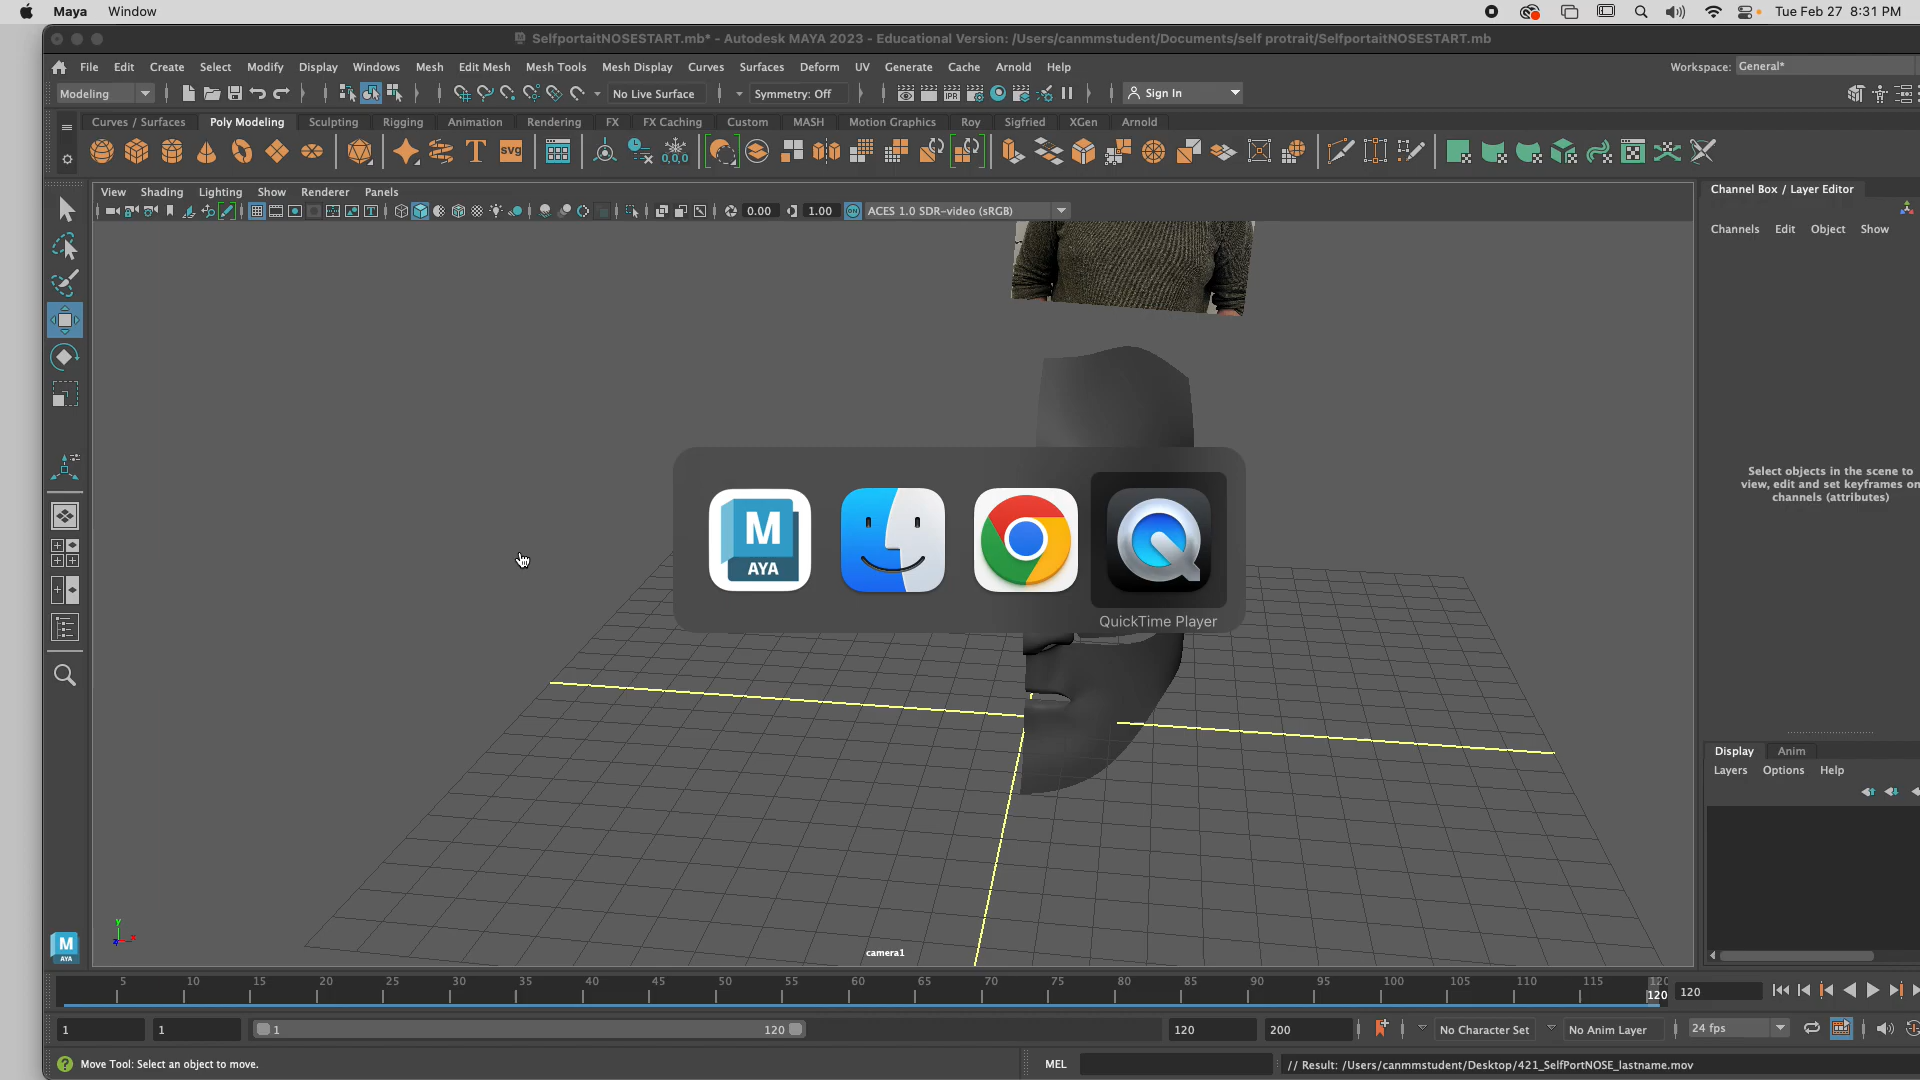 Maya Window Tue Feb 27 8:31 PM
SelfportaitNOSESTART.mb* - Autodesk MAYA 2023 - Educational Version: /Users/canmmstudent/Documents/self protrait/SelfportaitNOSESTART.mb
File Edit Create Select Modify Display Windows Mesh Edit Mesh Mesh Tools Mesh Display Curves Surfaces Deform UV Generate Cache Arnold Help Workspace: General*
Modeling No Live Surface Symmetry: Off IPR Sign In
Curves / Surfaces Poly Modeling Sculpting Rigging Animation Rendering FX FX Caching Custom MASH Motion Graphics Roy Sigfried XGen Arnold
T SVG 0,0,0
View Shading Lighting Show Renderer Panels
0.00 1.00 ON ACES 1.0 SDR-video (sRGB)
Channel Box / Layer Editor
Channels Edit Object Show
Select objects in the scene to
view, edit and set keyframes on
channels (attributes)
M
AYA
QuickTime Player
Display Anim
Layers Options Help
y
z x
camera1
M
AYA
5 10 15 20 25 30 35 40 45 50 55 60 65 70 75 80 85 90 95 100 105 110 115 120
120 120
1 1 1 120 120 200 No Character Set No Anim Layer 24 fps
Move Tool: Select an object to move. MEL // Result: /Users/canmmstudent/Desktop/421_SelfPortNOSE_lastname.mov